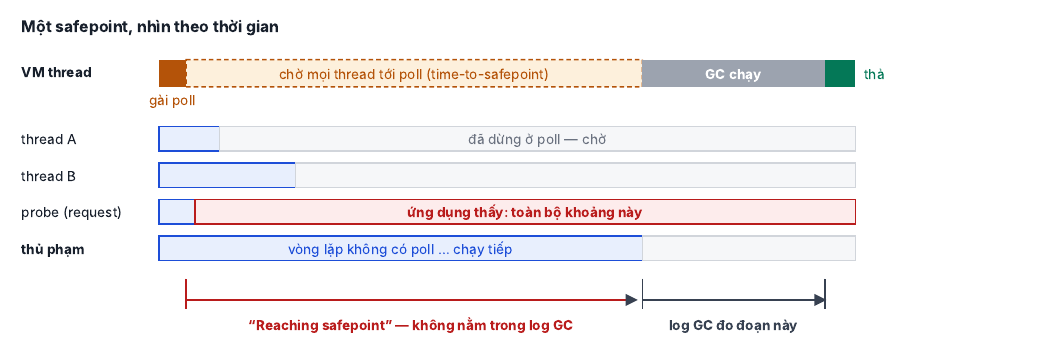 Một safepoint, nhìn theo thời gian
VM thread
chờ mọi thread tới poll (time-to-safepoint)
GC chạy
thả
gài poll
thread A
đã dừng ở poll — chờ
thread B
probe (request)
ứng dụng thấy: toàn bộ khoảng này
thủ phạm
vòng lặp không có poll … chạy tiếp
“Reaching safepoint” — không nằm trong log GC
log GC đo đoạn này